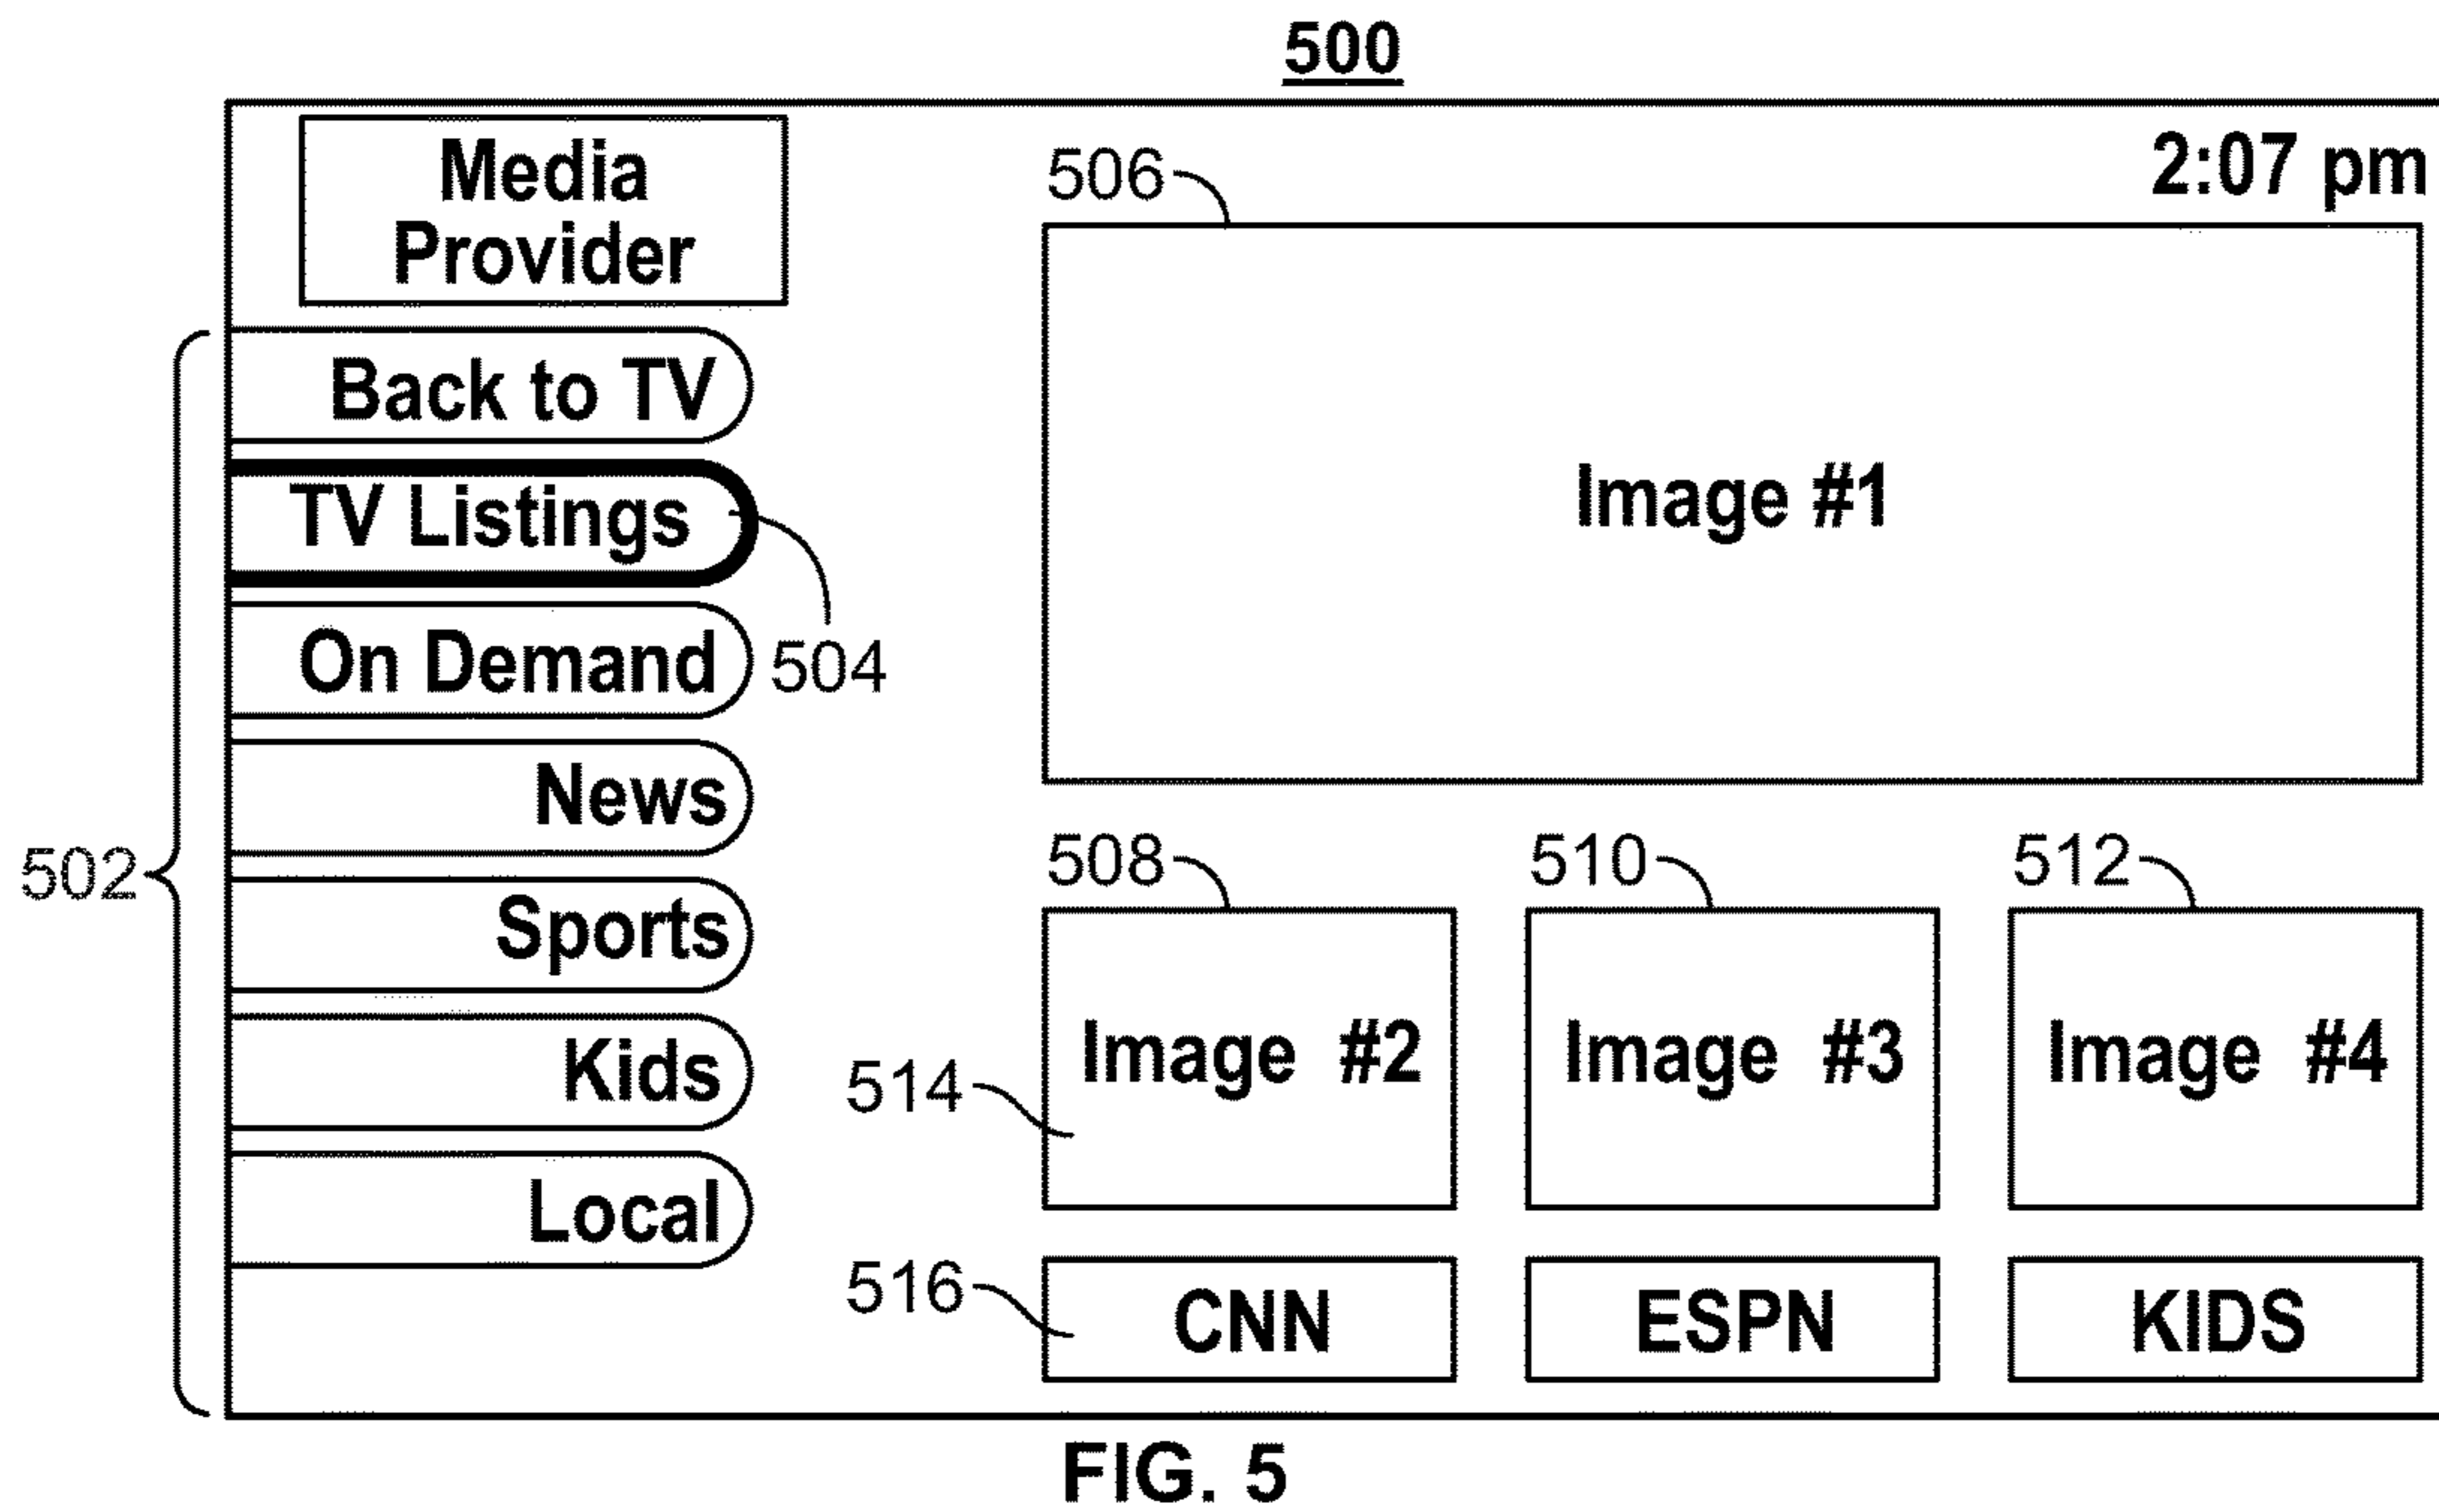 500
Media
Provider
2:07 pm
506
Back to TV
TV Listings
504
On Demand
News
Sports
Kids
Local
502
Image #1
508
510
512
Image #2
Image #3
Image #4
514
516
CNN
ESPN
KIDS
FIG. 5